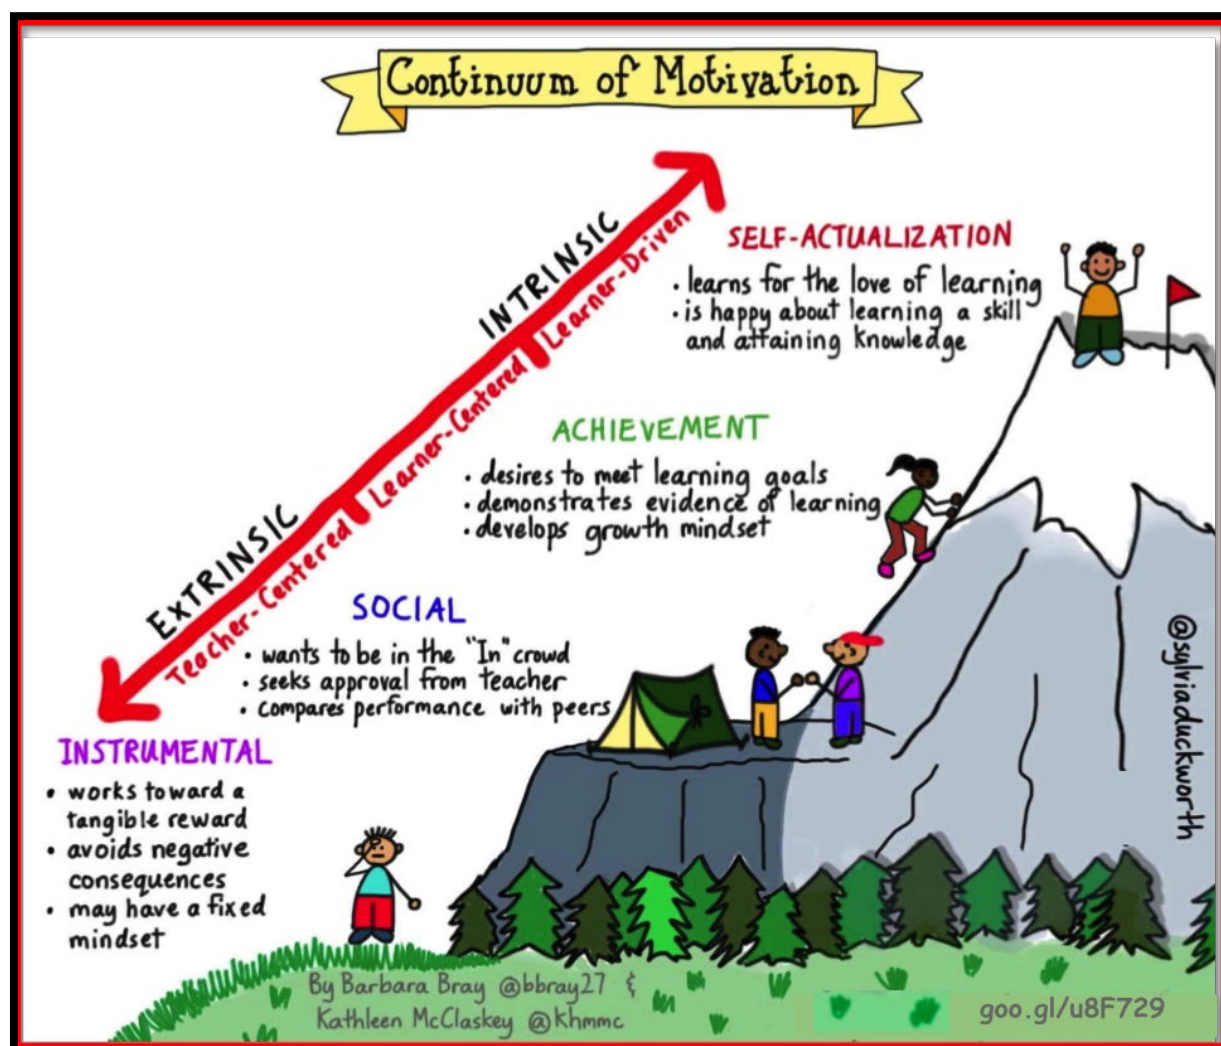 Continuum of Motivation
INTRINSIC
EXTRINSIC
Learner-Driven
Learner-Centered
Teacher-Centered
SELF-ACTUALIZATION
• learns for the love of learning
• is happy about learning a skill
and attaining knowledge
ACHIEVEMENT
• desires to meet learning goals
• demonstrates evidence of learning
• develops growth mindset
SOCIAL
• wants to be in the "In" crowd
• seeks approval from teacher
• compares performance with peers
INSTRUMENTAL
• works toward a
tangible reward
• avoids negative
consequences
• may have a fixed
mindset
@sylviaduckworth
By Barbara Bray @bbray27 &
Kathleen McClaskey @khmmc
goo.gl/u8F729